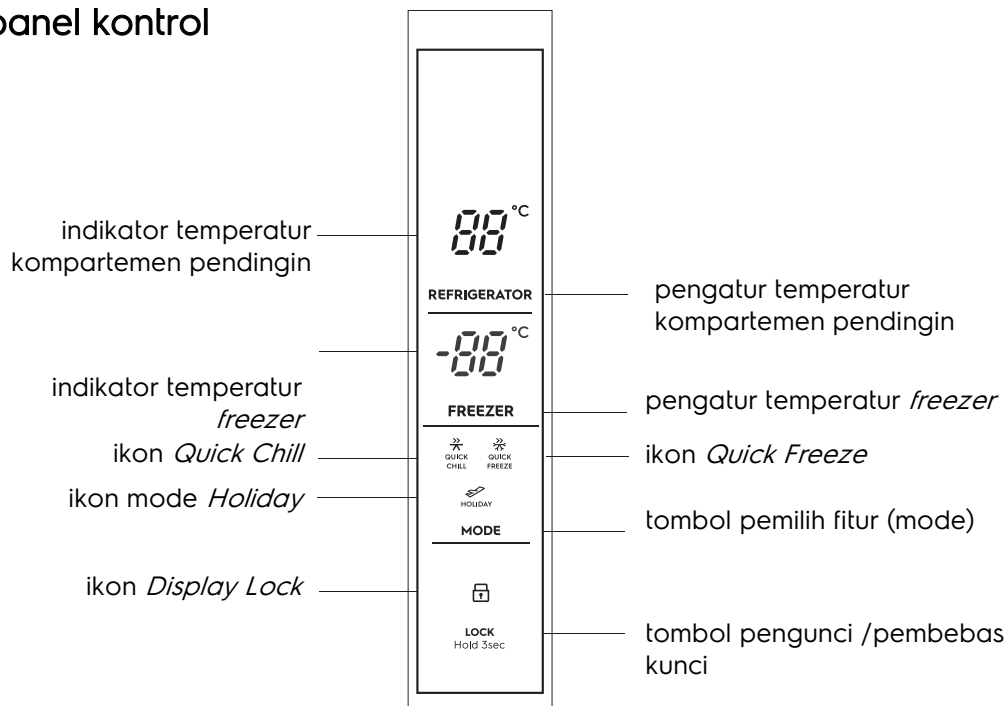 panel kontrol
indikator temperatur
kompartemen pendingin
indikator temperatur
freezer
ikon Quick Chill
ikon mode Holiday
ikon Display Lock
88 °C
REFRIGERATOR
-88 °C
FREEZER
QUICK
CHILL
QUICK
FREEZE
HOLIDAY
MODE
LOCK
Hold 3sec
pengatur temperatur
kompartemen pendingin
pengatur temperatur freezer
ikon Quick Freeze
tombol pemilih fitur (mode)
tombol pengunci /pembebas
kunci